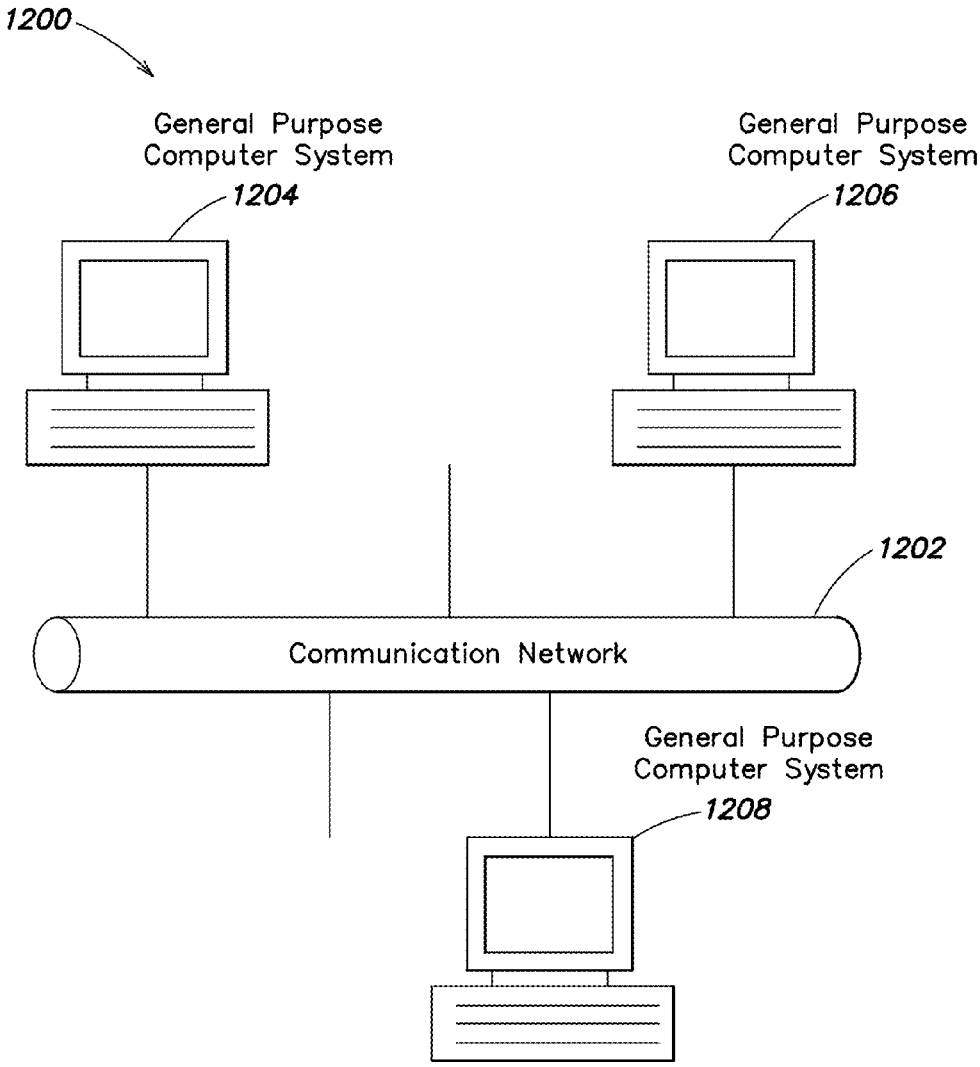 1200
General Purpose
Computer System
1204
General Purpose
Computer System
1206
1202
Communication Network
General Purpose
Computer System
1208